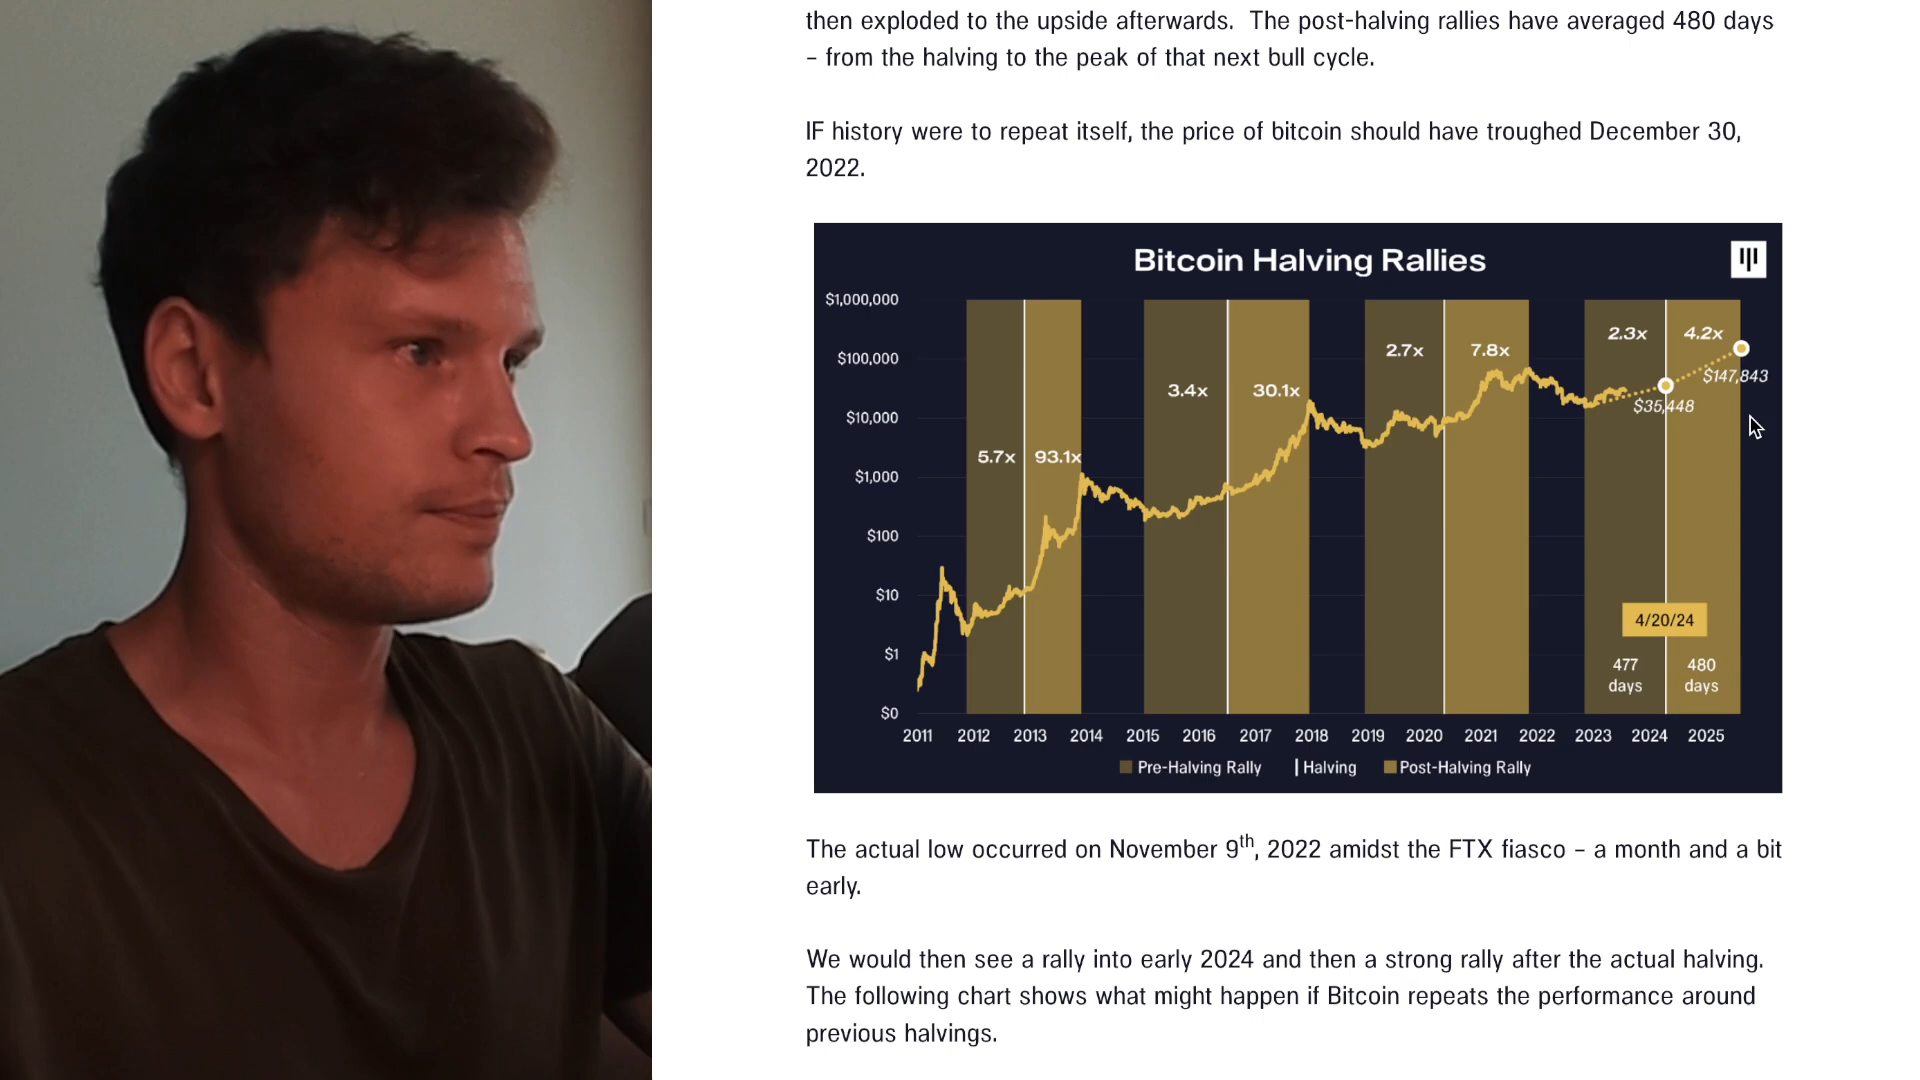 then exploded to the upside afterwards.  The post-halving rallies have averaged 480 days
– from the halving to the peak of that next bull cycle.
IF history were to repeat itself, the price of bitcoin should have troughed December 30,
2022.
Bitcoin Halving Rallies
$1,000,000
$100,000
$10,000
$1,000
$100
$10
$1
$0
5.7x
93.1x
3.4x
30.1x
2.7x
7.8x
2.3x
4.2x
$147,843
$35,448
4/20/24
477
days
480
days
2011 2012 2013 2014 2015 2016 2017 2018 2019 2020 2021 2022 2023 2024 2025
Pre-Halving Rally Halving Post-Halving Rally
The actual low occurred on November 9th, 2022 amidst the FTX fiasco – a month and a bit
early.
We would then see a rally into early 2024 and then a strong rally after the actual halving.
The following chart shows what might happen if Bitcoin repeats the performance around
previous halvings.